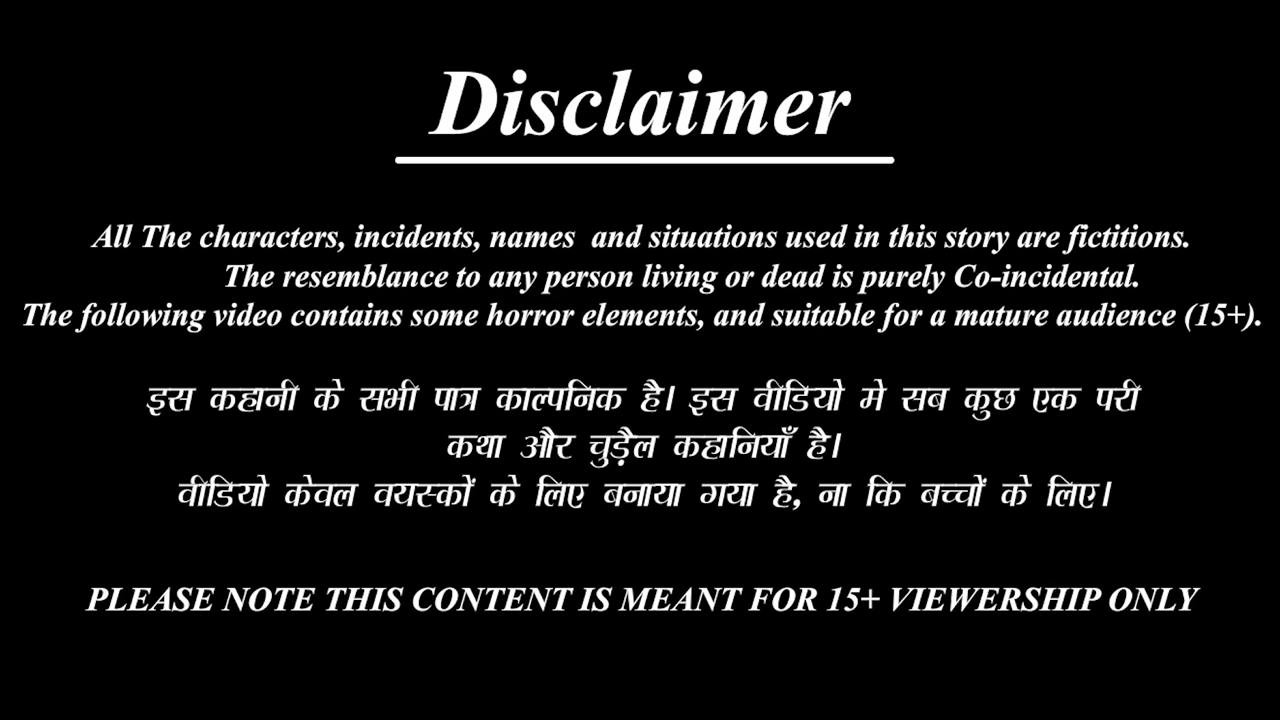 Disclaimer
All The characters, incidents, names and situations used in this story are fictitions.
The resemblance to any person living or dead is purely Co-incidental.
The following video contains some horror elements, and suitable for a mature audience (15+).
इस कहानी के सभी पात्र काल्पनिक है। इस वीडियो मे सब कुछ एक परी
कथा और चुड़ैल कहानियाँ है।
वीडियो केवल वयस्कों के लिए बनाया गया है, ना कि बच्चों के लिए।
PLEASE NOTE THIS CONTENT IS MEANT FOR 15+ VIEWERSHIP ONLY